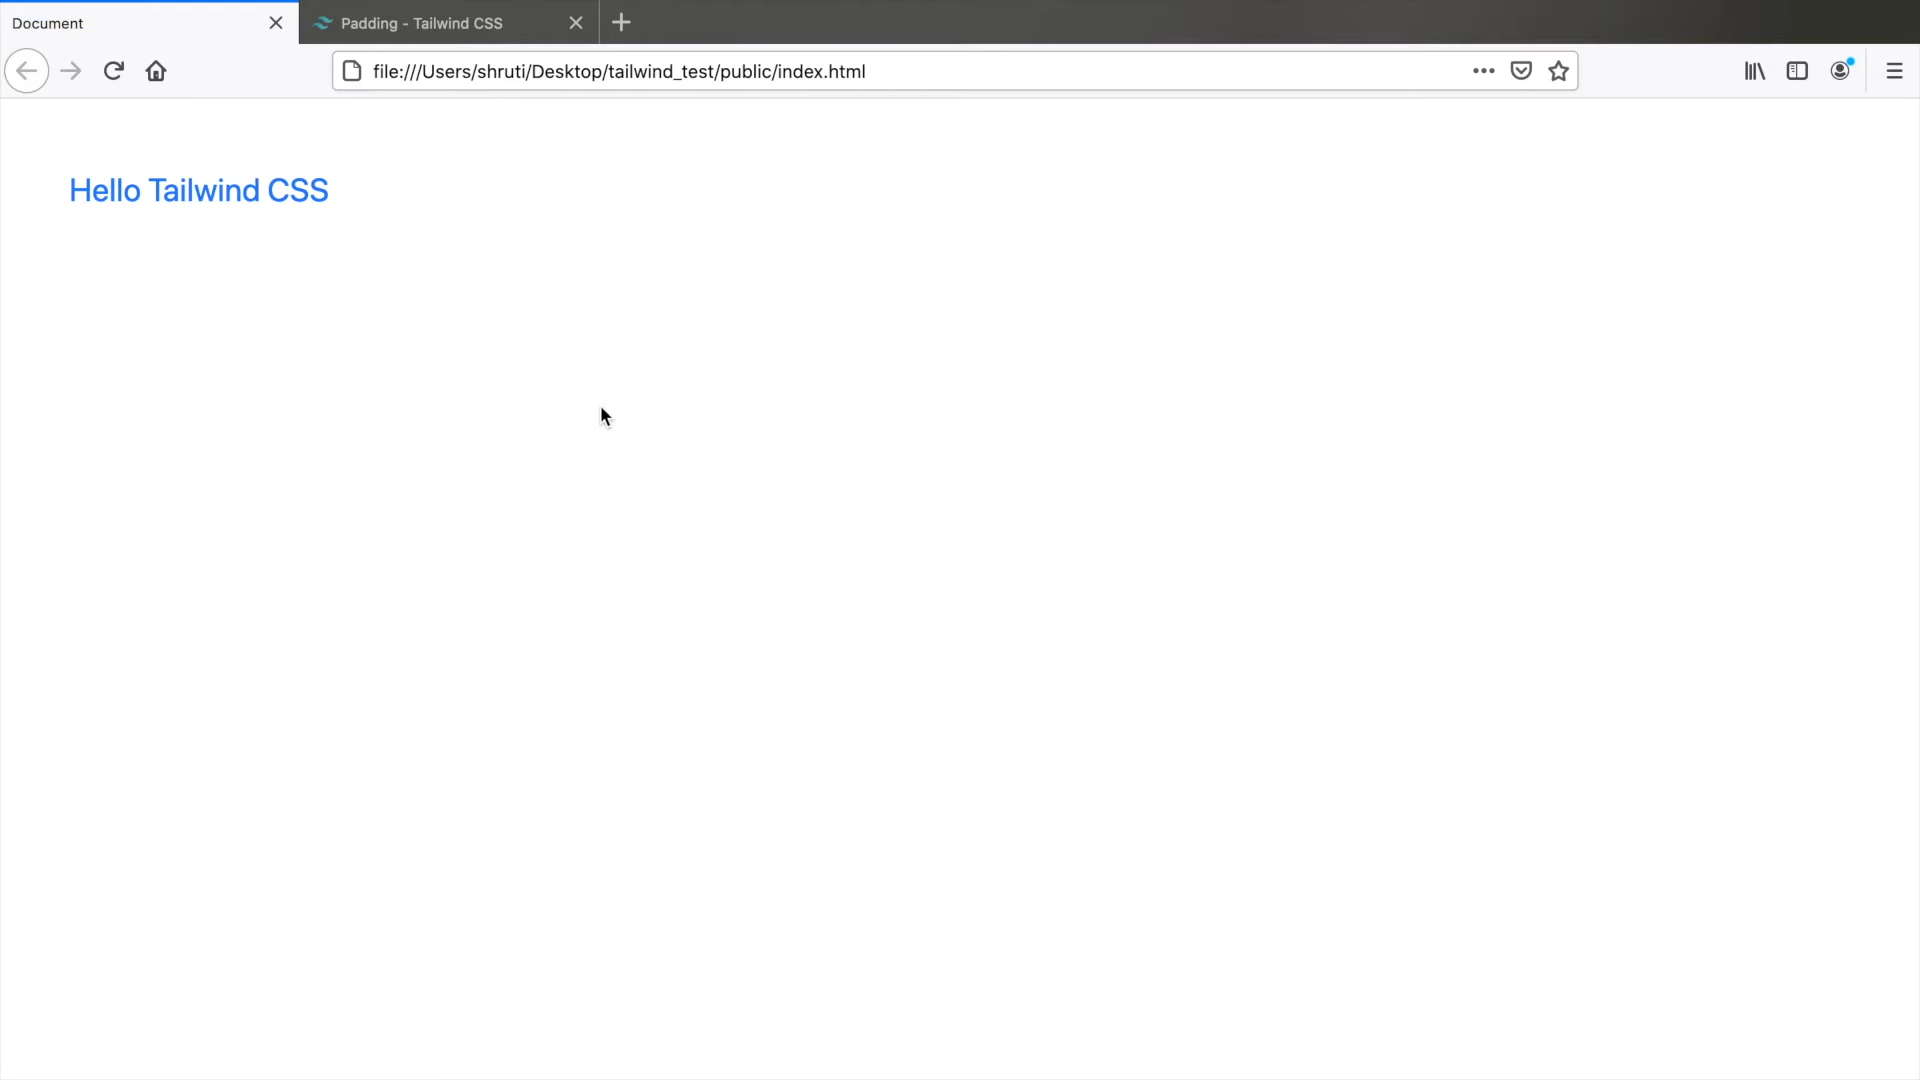 Document
Padding - Tailwind CSS
file:///Users/shruti/Desktop/tailwind_test/public/index.html
Hello Tailwind CSS